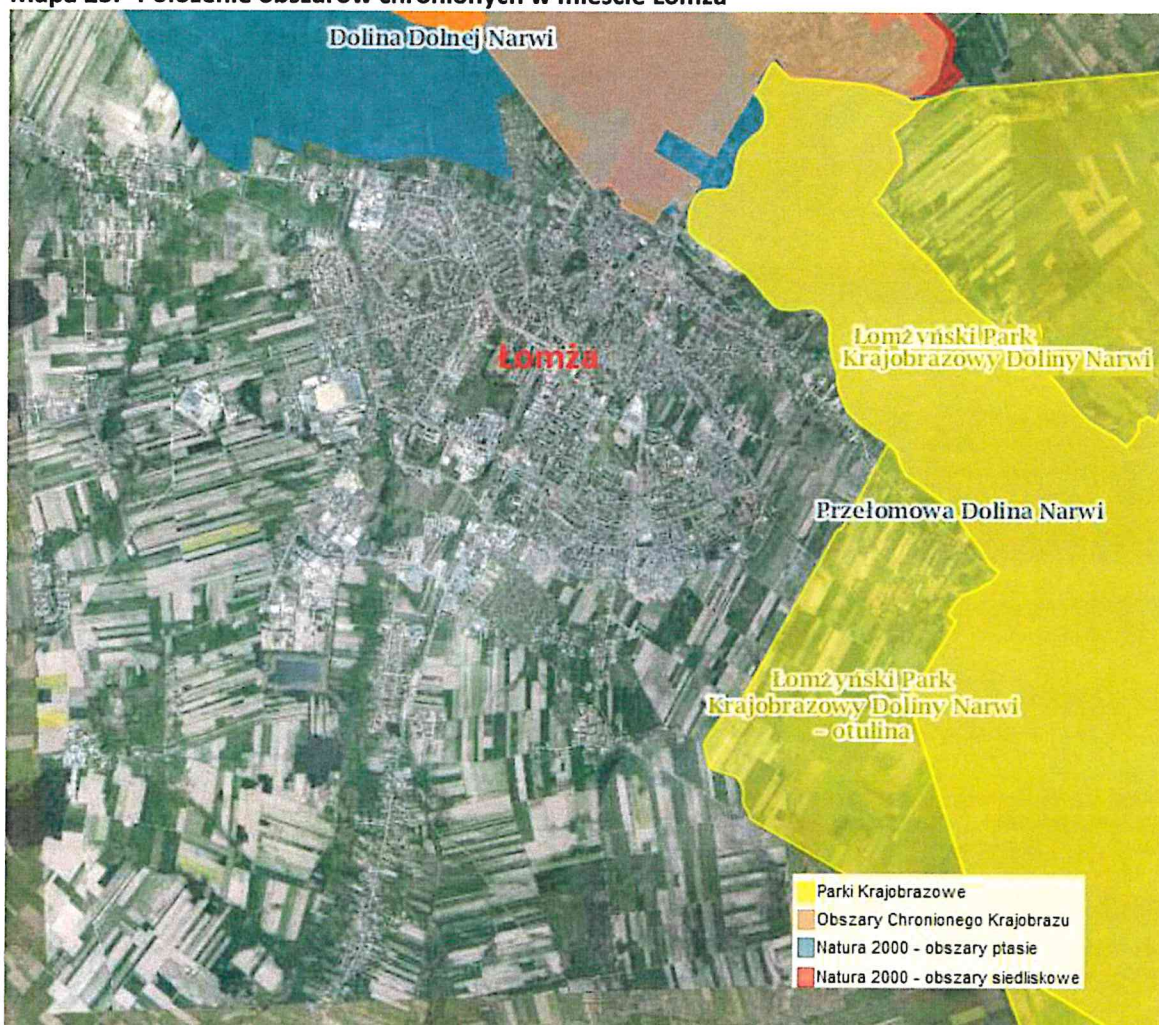 Dolina Dolnej Narwi
Łomża
Łomżyński Park
Krajobrazowy Doliny Narwi
Przełomowa Dolina Narwi
Łomżyński Park
Krajobrazowy Doliny Narwi
- otulina
Parki Krajobrazowe
Obszary Chronionego Krajobrazu
Natura 2000 - obszary ptasie
Natura 2000 - obszary siedliskowe